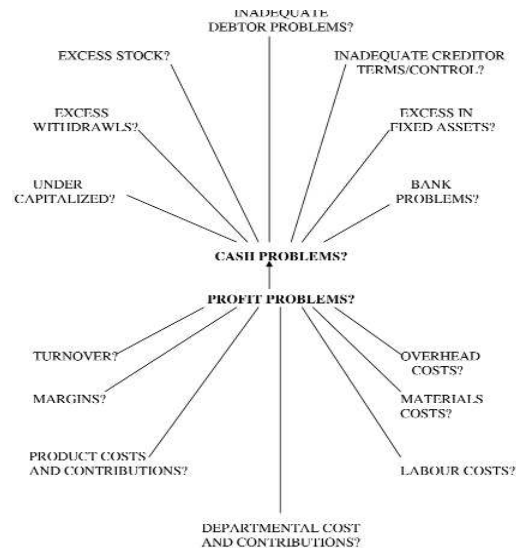 INADEQUATE
DEBTOR PROBLEMS?
EXCESS STOCK?
INADEQUATE CREDITOR
TERMS/CONTROL?
EXCESS
WITHDRAWLS?
EXCESS IN
FIXED ASSETS?
UNDER
CAPITALIZED?
BANK
PROBLEMS?
CASH PROBLEMS?
PROFIT PROBLEMS?
TURNOVER?
OVERHEAD
COSTS?
MARGINS?
MATERIALS
COSTS?
PRODUCT COSTS
AND CONTRIBUTIONS?
LABOUR COSTS?
DEPARTMENTAL COST
AND CONTRIBUTIONS?